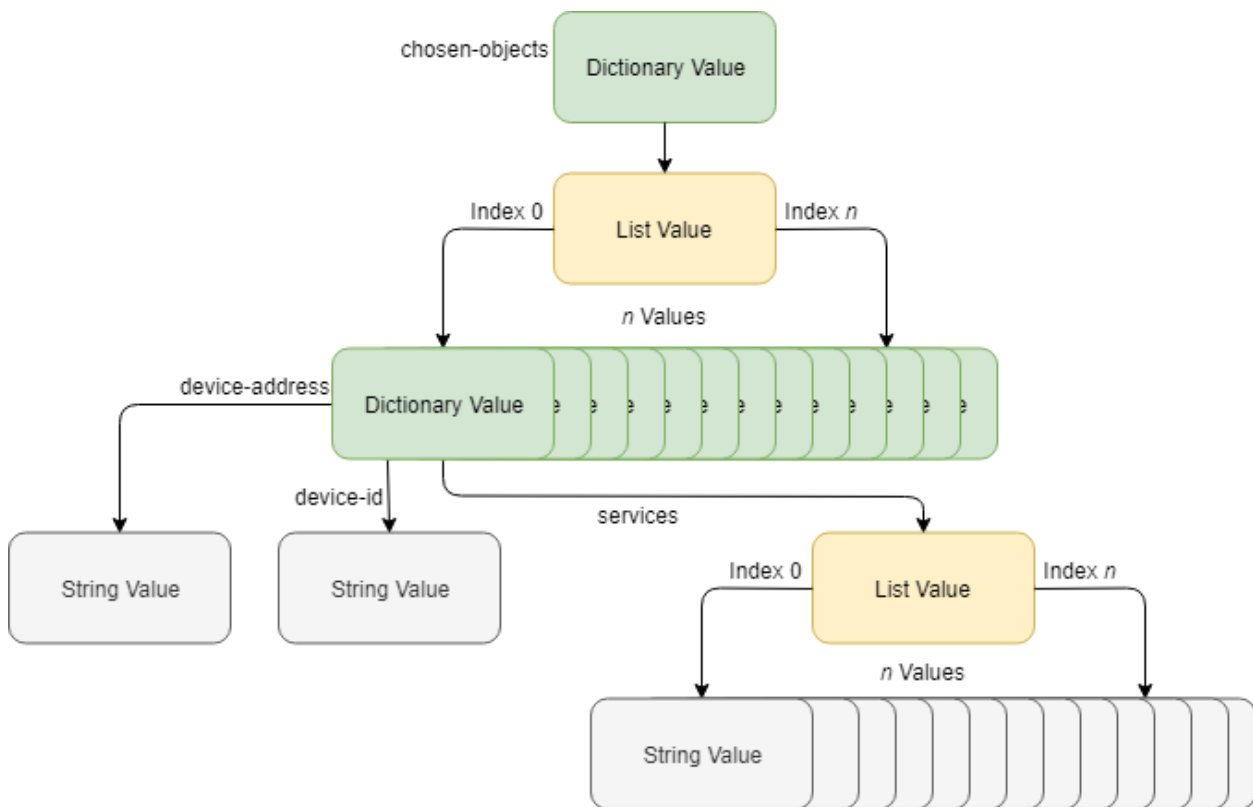 chosen-objects
Dictionary Value
Index 0
List Value
Index n
n Values
device-address
Dictionary Value
e e e e e e e e e e e e
device-id
services
String Value
String Value
Index 0
List Value
Index n
n Values
String Value